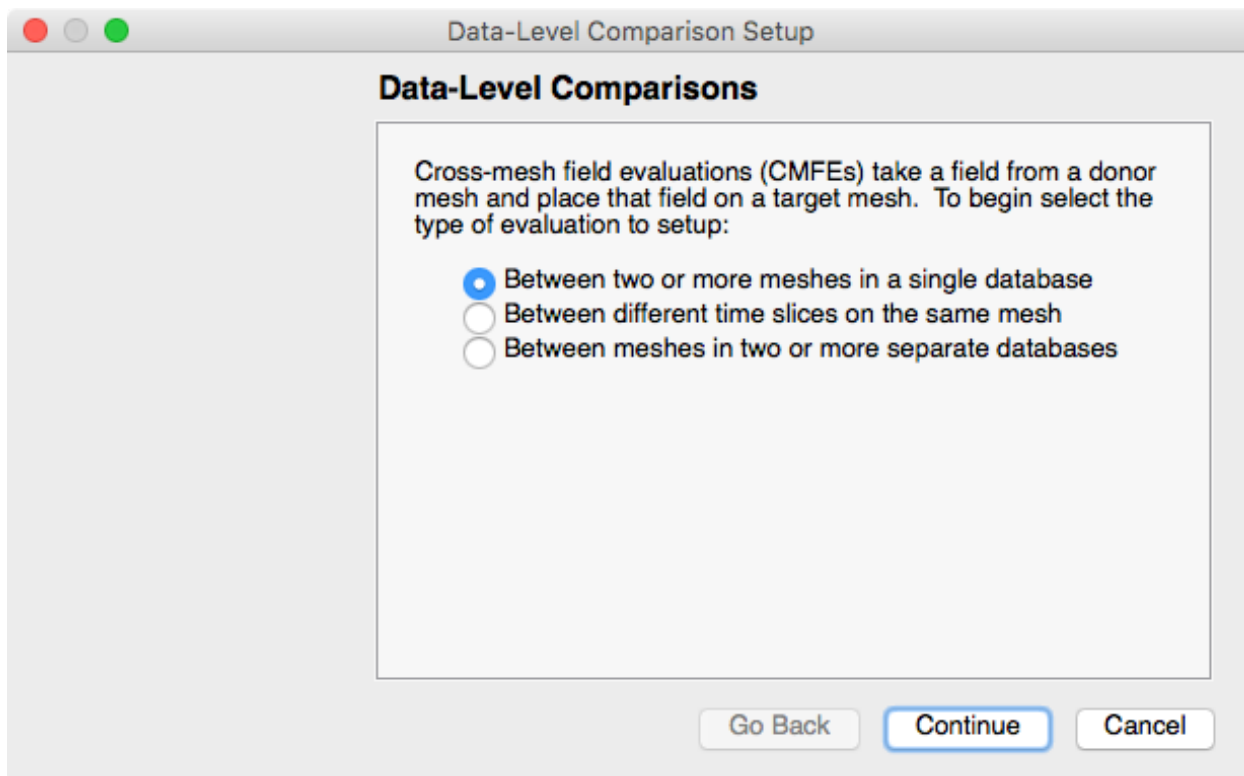 Data-Level Comparison Setup
Data-Level Comparisons
Cross-mesh field evaluations (CMFEs) take a field from a donor
mesh and place that field on a target mesh.  To begin select the
type of evaluation to setup:
Between two or more meshes in a single database
Between different time slices on the same mesh
Between meshes in two or more separate databases
Go Back
Continue
Cancel